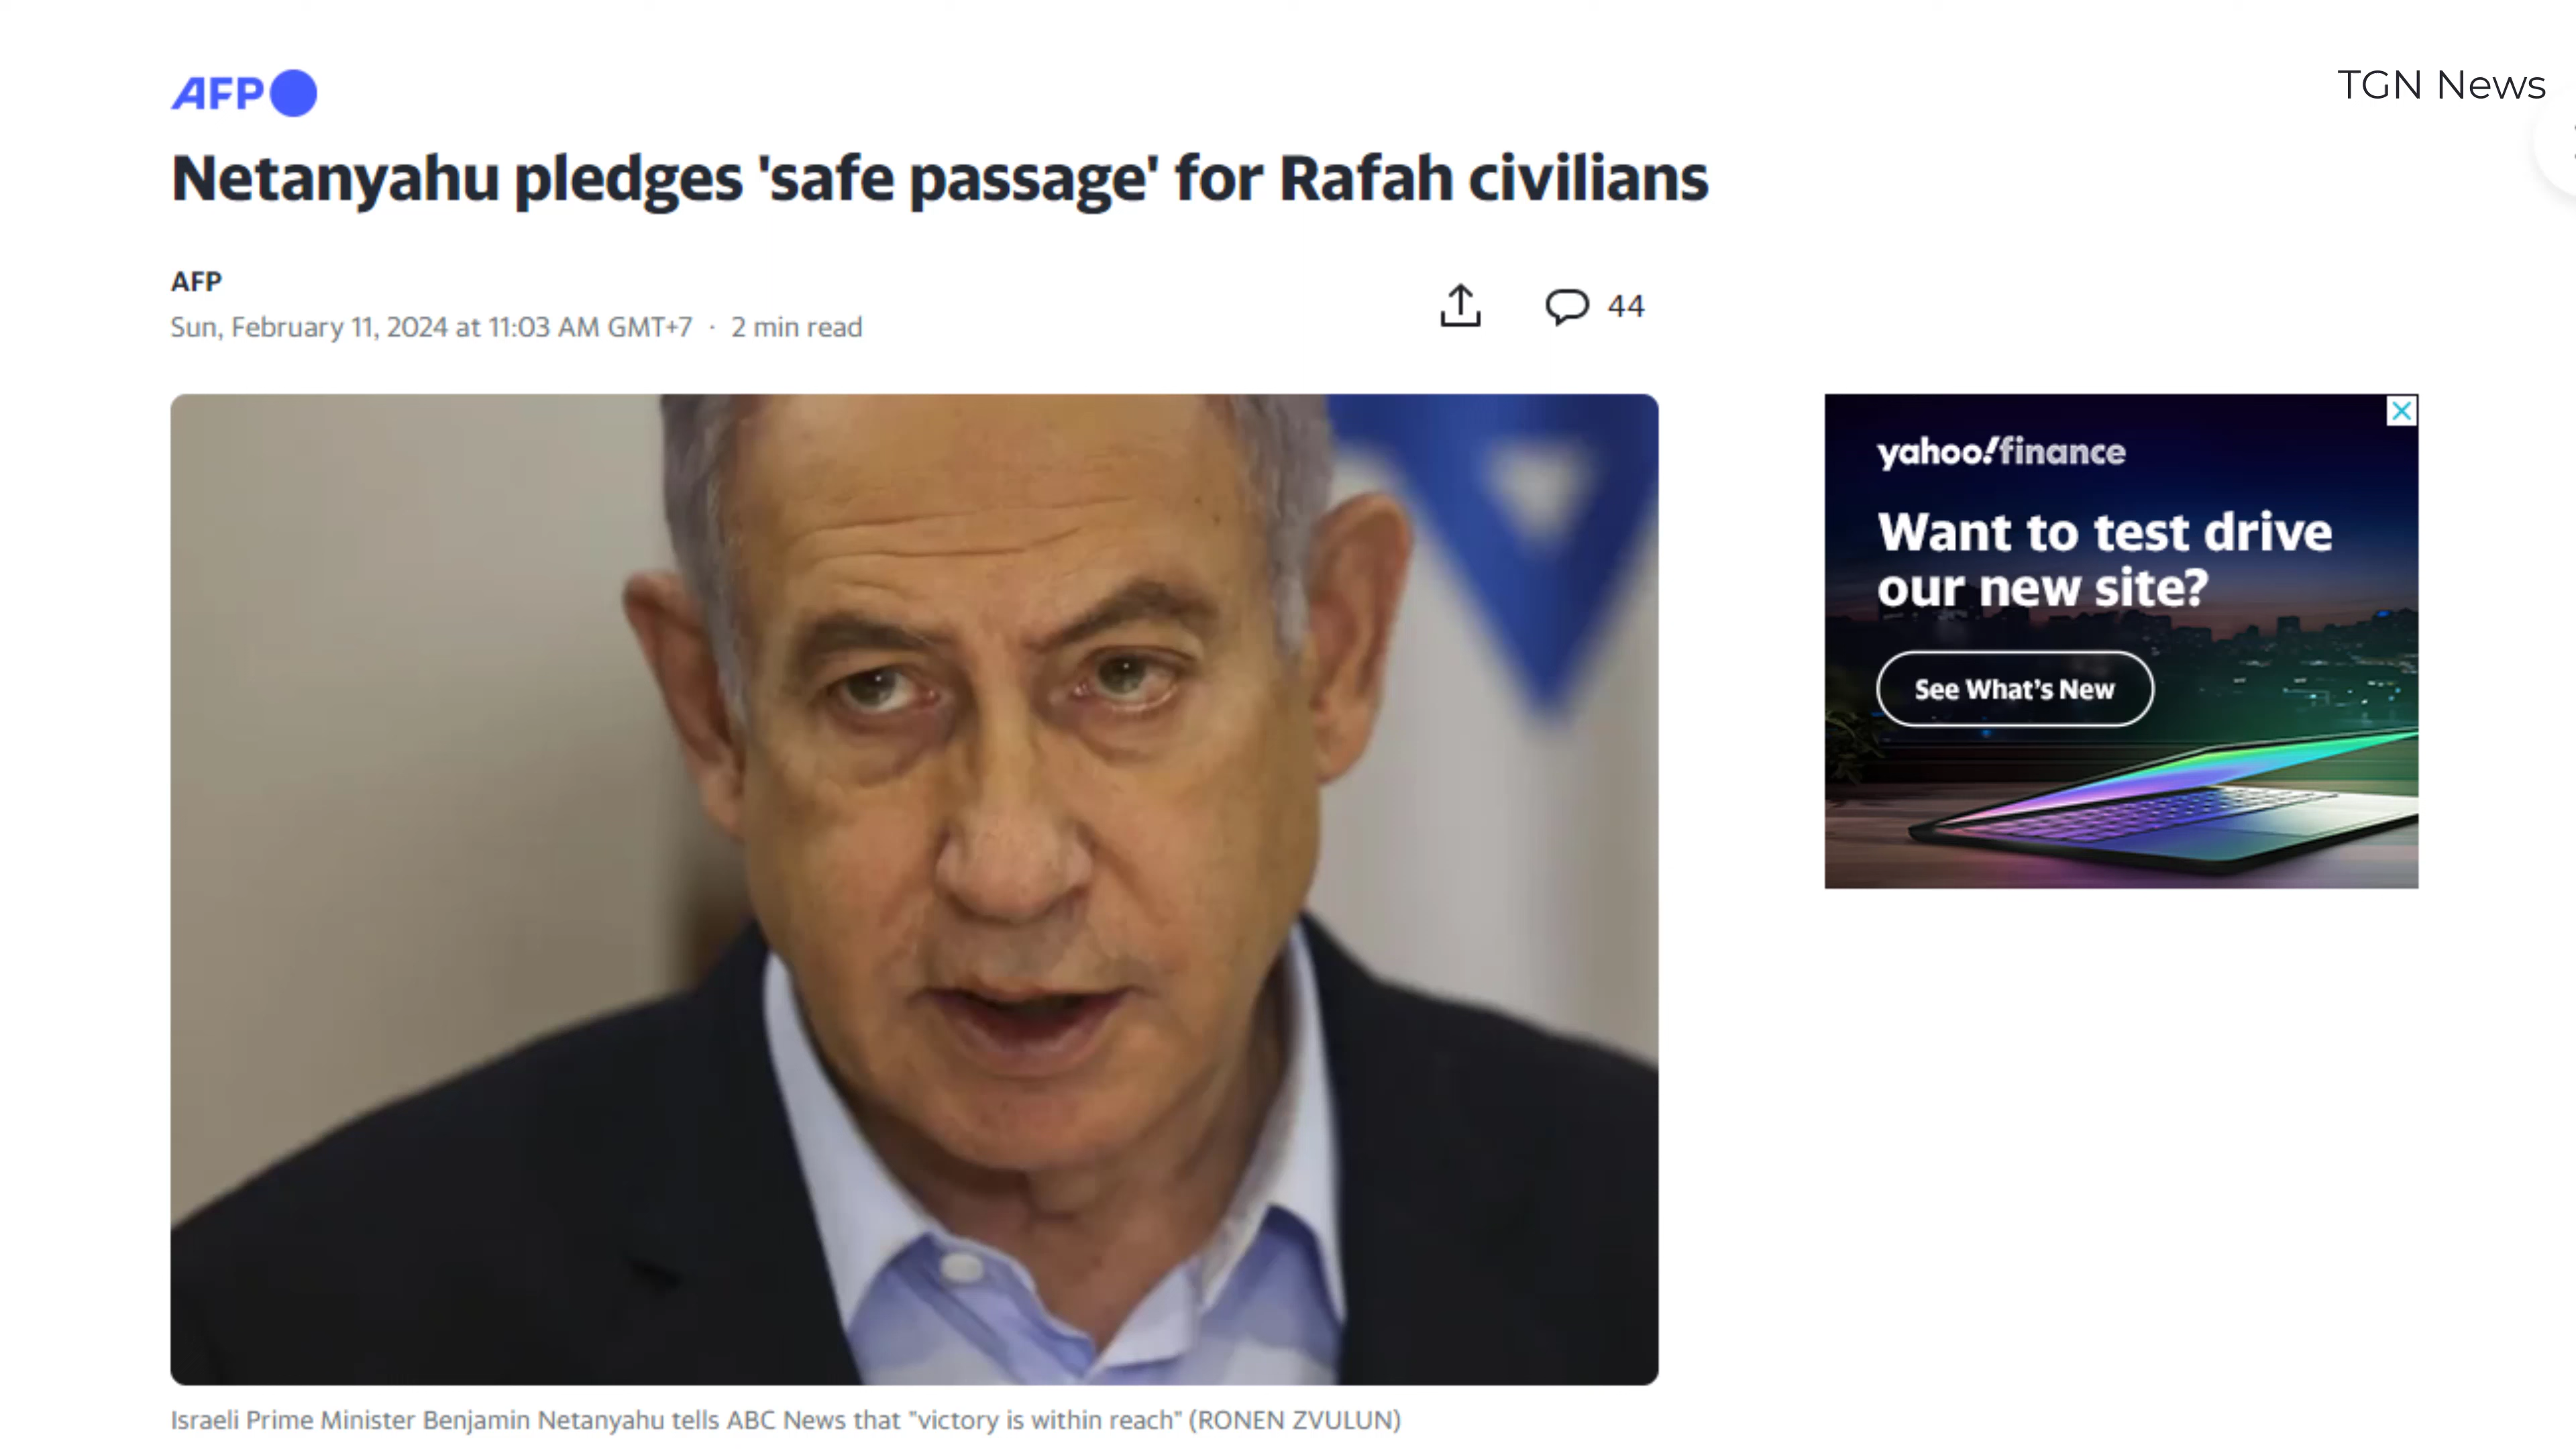 AFP
TGN News
Netanyahu pledges 'safe passage' for Rafah civilians
AFP
Sun, February 11, 2024 at 11:03 AM GMT+7 · 2 min read
44
yahoo!finance
Want to test drive
our new site?
See What's New
Israeli Prime Minister Benjamin Netanyahu tells ABC News that "victory is within reach" (RONEN ZVULUN)